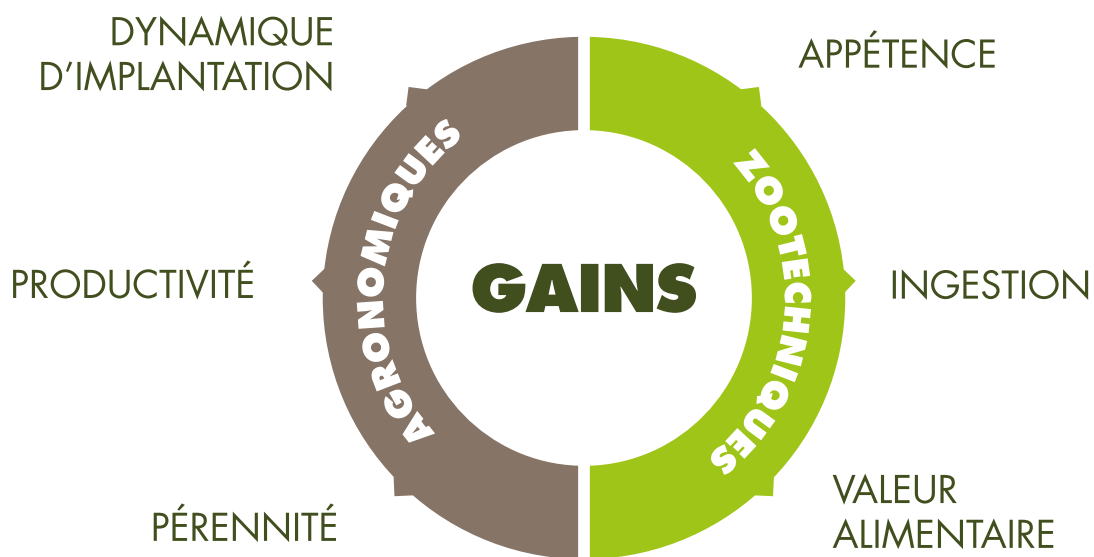 DYNAMIQUE
D'IMPLANTATION
PRODUCTIVITÉ
PÉRENNITÉ
AGRONOMIQUES
GAINS
ZOOTECHNIQUES
APPÉTENCE
INGESTION
VALEUR
ALIMENTAIRE